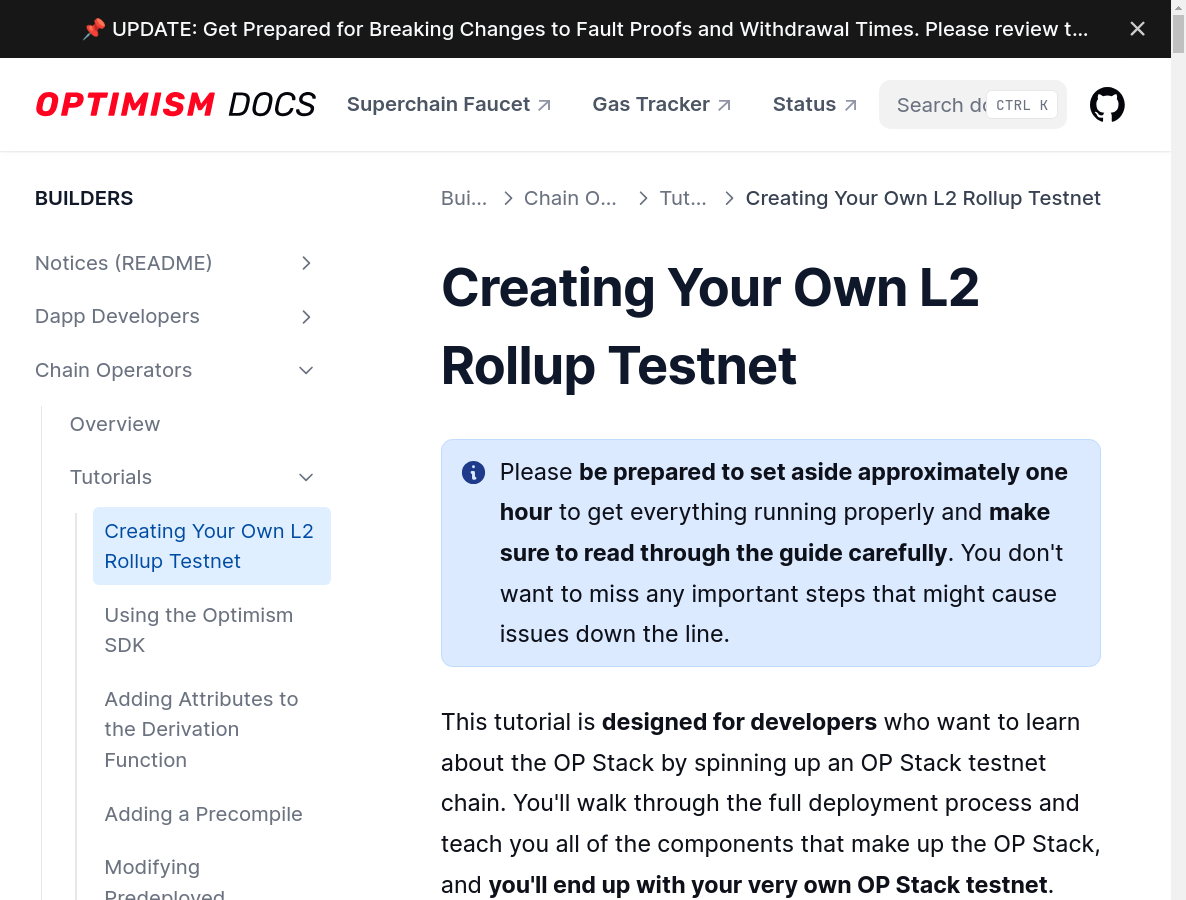 📌 UPDATE: Get Prepared for Breaking Changes to Fault Proofs and Withdrawal Times. Please review t...
OPTIMISM DOCS
Superchain Faucet
Gas Tracker
Status
Search do
CTRL K
BUILDERS
Notices (README)
Dapp Developers
Chain Operators
Overview
Tutorials
Creating Your Own L2
Rollup Testnet
Using the Optimism
SDK
Adding Attributes to
the Derivation
Function
Adding a Precompile
Modifying
Predeployed
Bui... > Chain O... > Tut... > Creating Your Own L2 Rollup Testnet
Creating Your Own L2
Rollup Testnet
Please be prepared to set aside approximately one
hour to get everything running properly and make
sure to read through the guide carefully. You don't
want to miss any important steps that might cause
issues down the line.
This tutorial is designed for developers who want to learn
about the OP Stack by spinning up an OP Stack testnet
chain. You'll walk through the full deployment process and
teach you all of the components that make up the OP Stack,
and you'll end up with your very own OP Stack testnet.